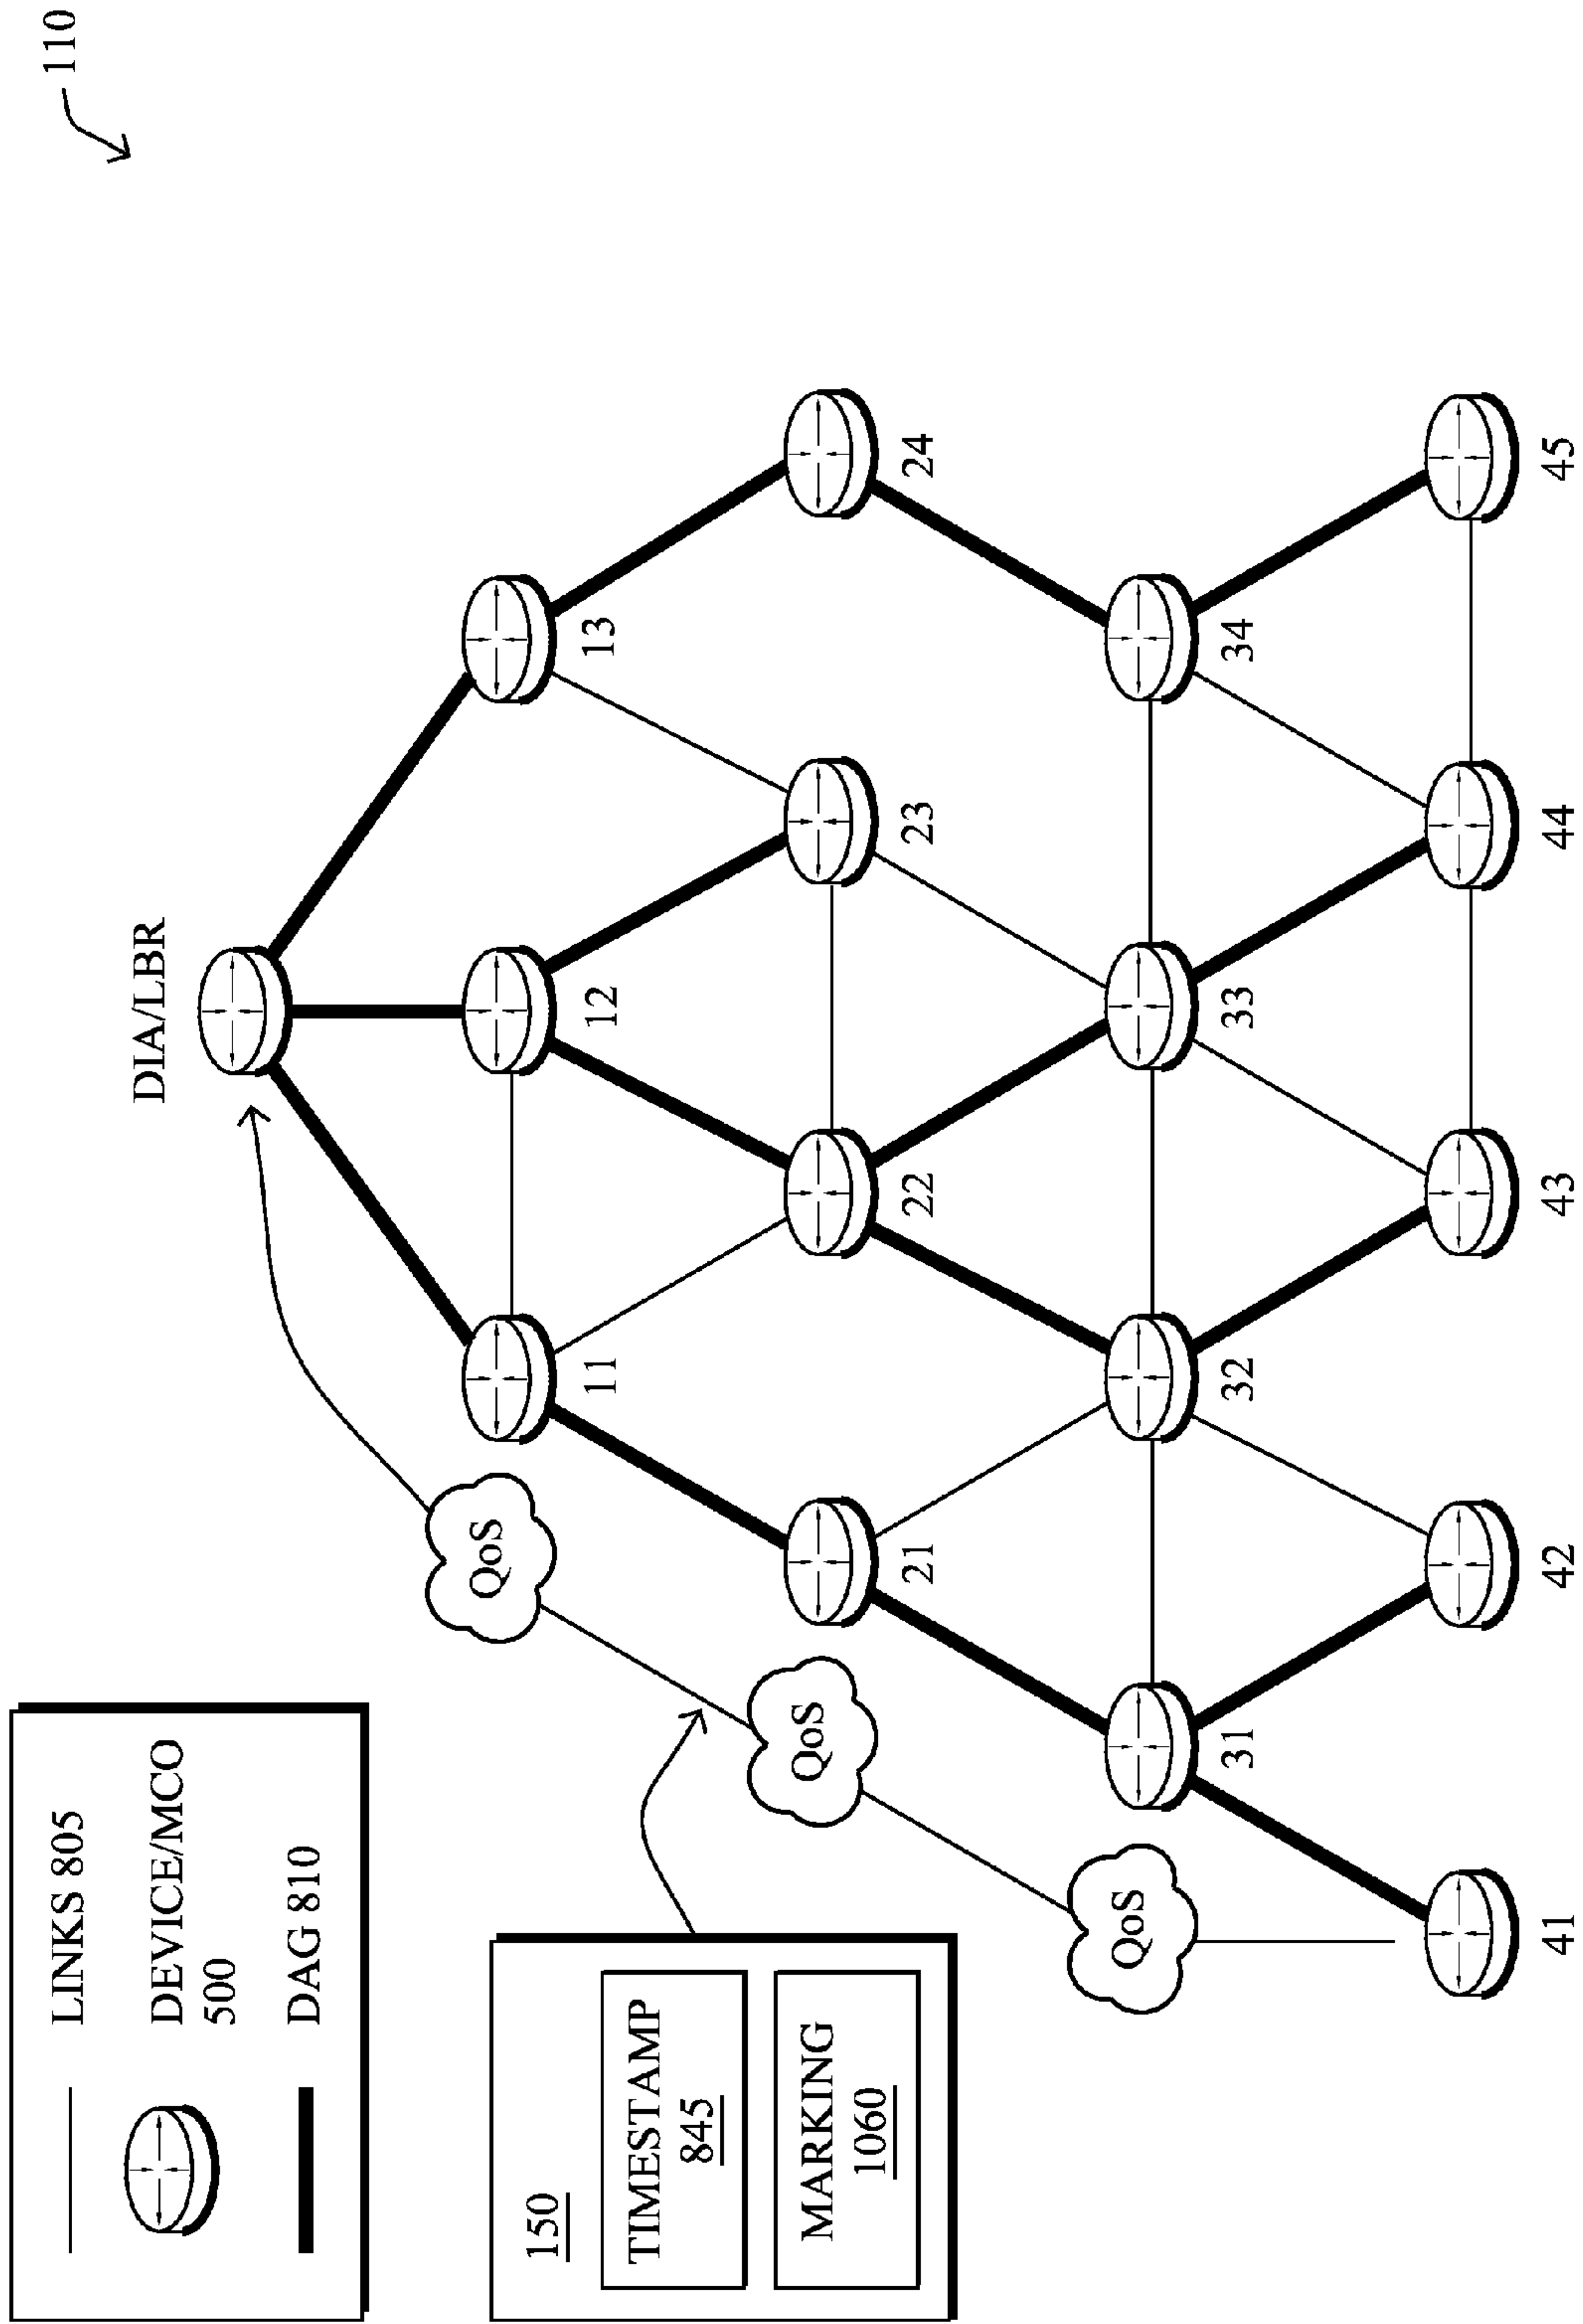 110
LINKS 805
DEVICE/MCO
500
DAG 810
DIA/LBR
150
TIMESTAMP
845
MARKING
1060
QoS
QoS
QoS
11
12
13
21
22
23
24
31
32
33
34
41
42
43
44
45